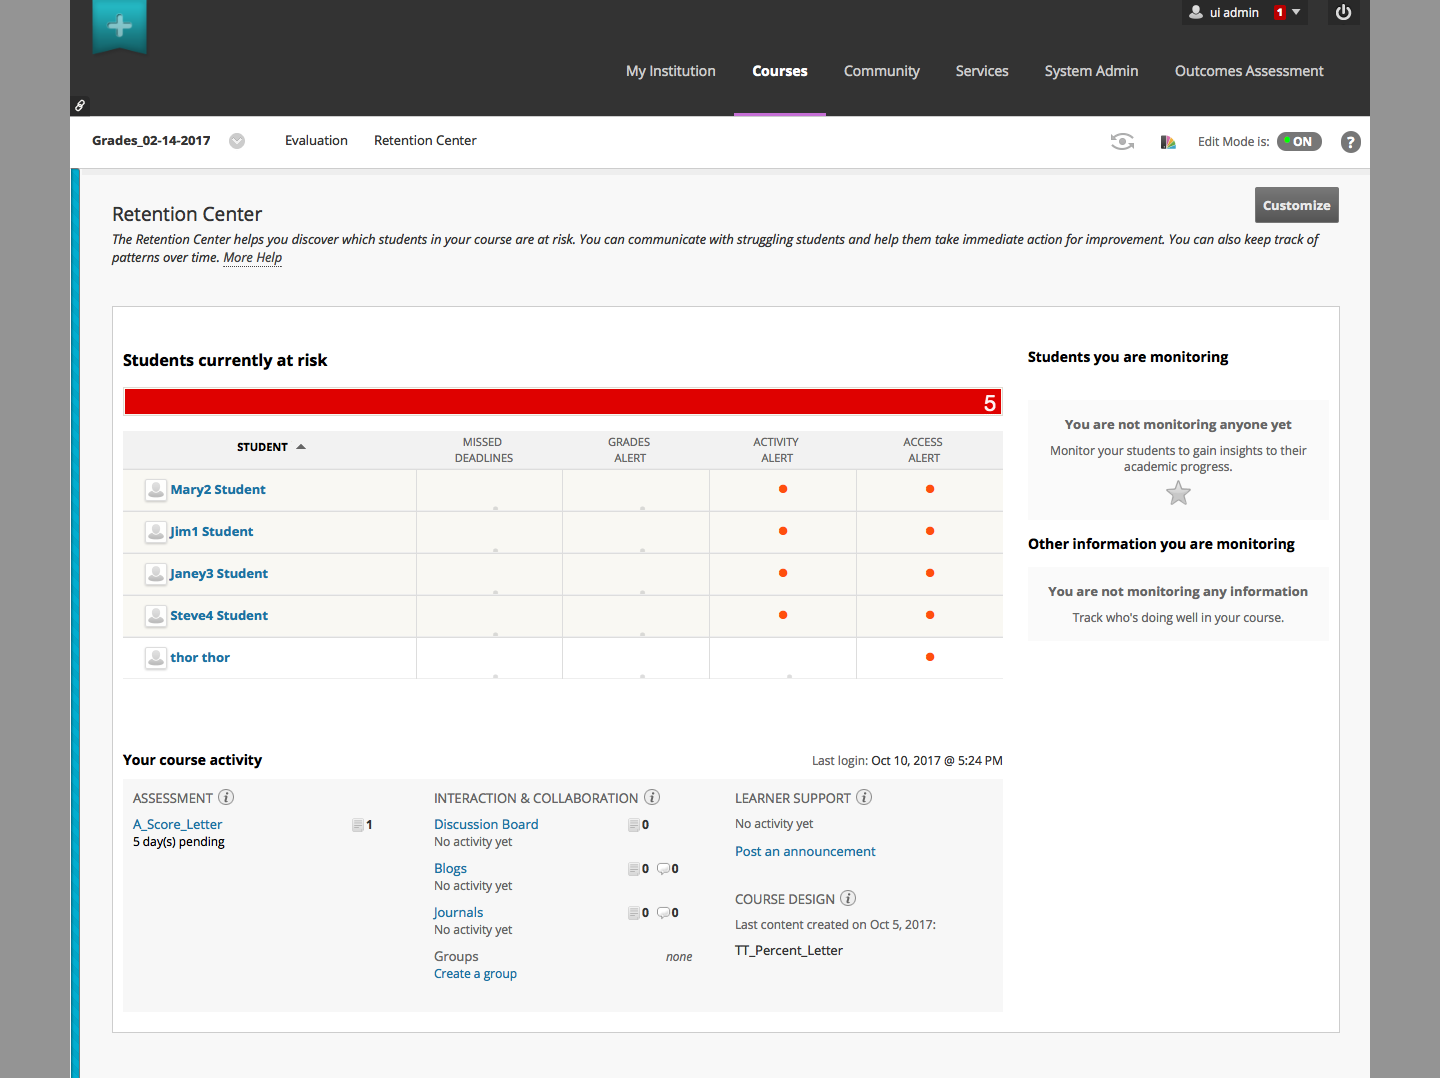 ui admin 1
My Institution Courses Community Services System Admin Outcomes Assessment
Grades_02-14-2017 Evaluation Retention Center Edit Mode is: ON ?
Customize
Retention Center
The Retention Center helps you discover which students in your course are at risk. You can communicate with struggling students and help them take immediate action for improvement. You can also keep track of
patterns over time. More Help
Students currently at risk
5
STUDENT MISSED DEADLINES GRADES ALERT ACTIVITY ALERT ACCESS ALERT
Mary2 Student
Jim1 Student
Janey3 Student
Steve4 Student
thor thor
Students you are monitoring
You are not monitoring anyone yet
Monitor your students to gain insights to their
academic progress.
Other information you are monitoring
You are not monitoring any information
Track who's doing well in your course.
Your course activity Last login: Oct 10, 2017 @ 5:24 PM
ASSESSMENT i
A_Score_Letter 1
5 day(s) pending
INTERACTION & COLLABORATION i
Discussion Board 0
No activity yet
Blogs 0 0
No activity yet
Journals 0 0
No activity yet
Groups none
Create a group
LEARNER SUPPORT i
No activity yet
Post an announcement
COURSE DESIGN i
Last content created on Oct 5, 2017:
TT_Percent_Letter